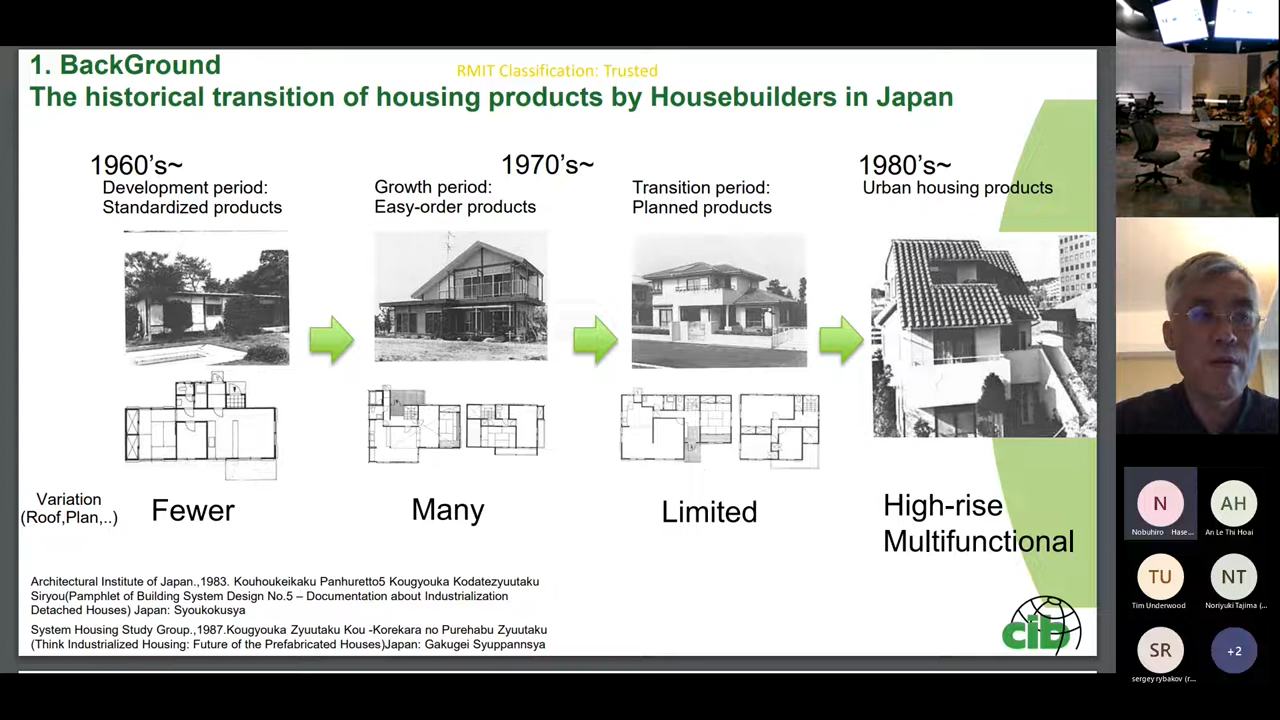 1. BackGround
RMIT Classification: Trusted
The historical transition of housing products by Housebuilders in Japan
1960's~
Development period:
Standardized products
Growth period:
Easy-order products
1970's~
Transition period:
Planned products
1980's~
Urban housing products
Variation
(Roof,Plan,..)
Fewer
Many
Limited
High-rise
Multifunctional
Architectural Institute of Japan.,1983. Kouhoukeikaku Panhuretto5 Kougyouka Kodatezyuutaku
Siryou(Pamphlet of Building System Design No.5 – Documentation about Industrialization
Detached Houses) Japan: Syoukokusya
System Housing Study Group.,1987.Kougyouka Zyuutaku Kou -Korekara no Purehabu Zyuutaku
(Think Industrialized Housing: Future of the Prefabricated Houses)Japan: Gakugei Syuppannsya
cib
N
Nobuhiro Hase...
AH
An Le Thi Hoai
TU
Tim Underwood
NT
Noriyuki Tajima (...
SR
sergey rybakov (r...
+2